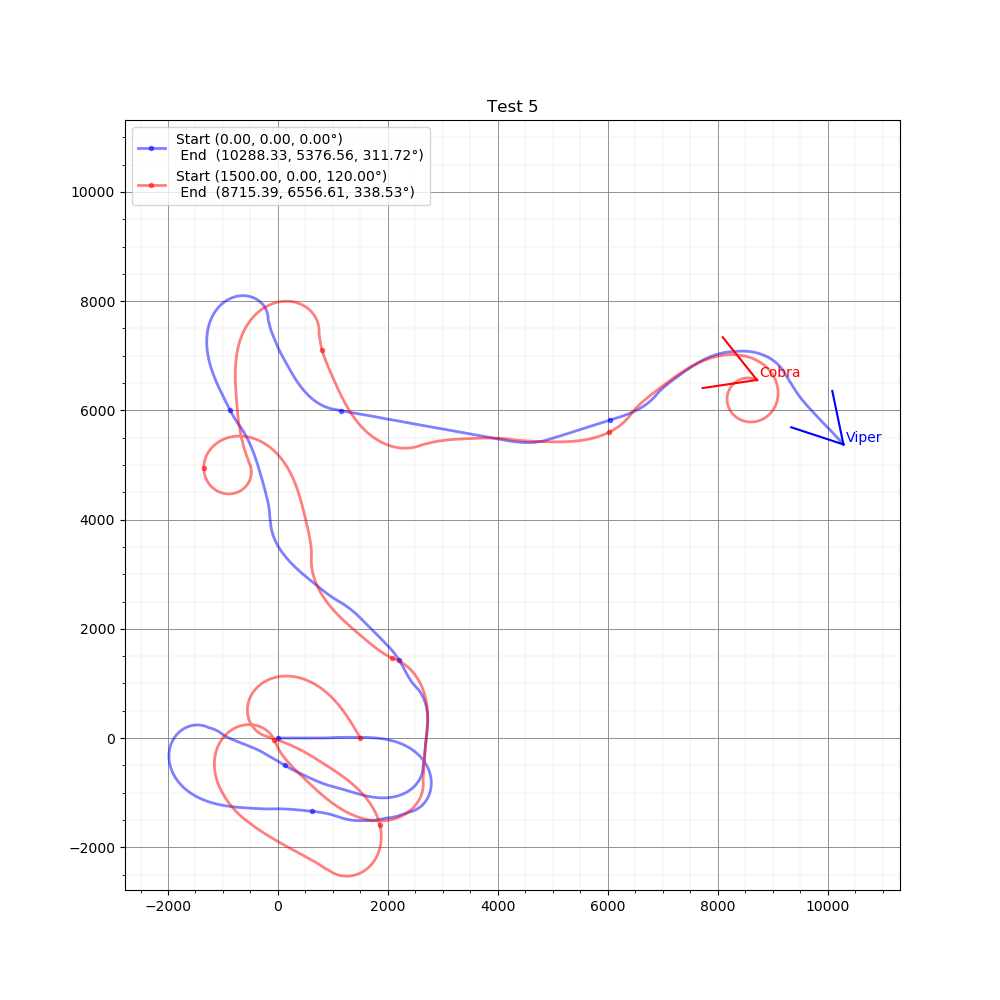 Test 5
Start (0.00, 0.00, 0.00°)
End (10288.33, 5376.56, 311.72°)
Start (1500.00, 0.00, 120.00°)
End (8715.39, 6556.61, 338.53°)
10000
8000
6000
4000
2000
0
−2000
Cobra
Viper
−2000 0 2000 4000 6000 8000 10000